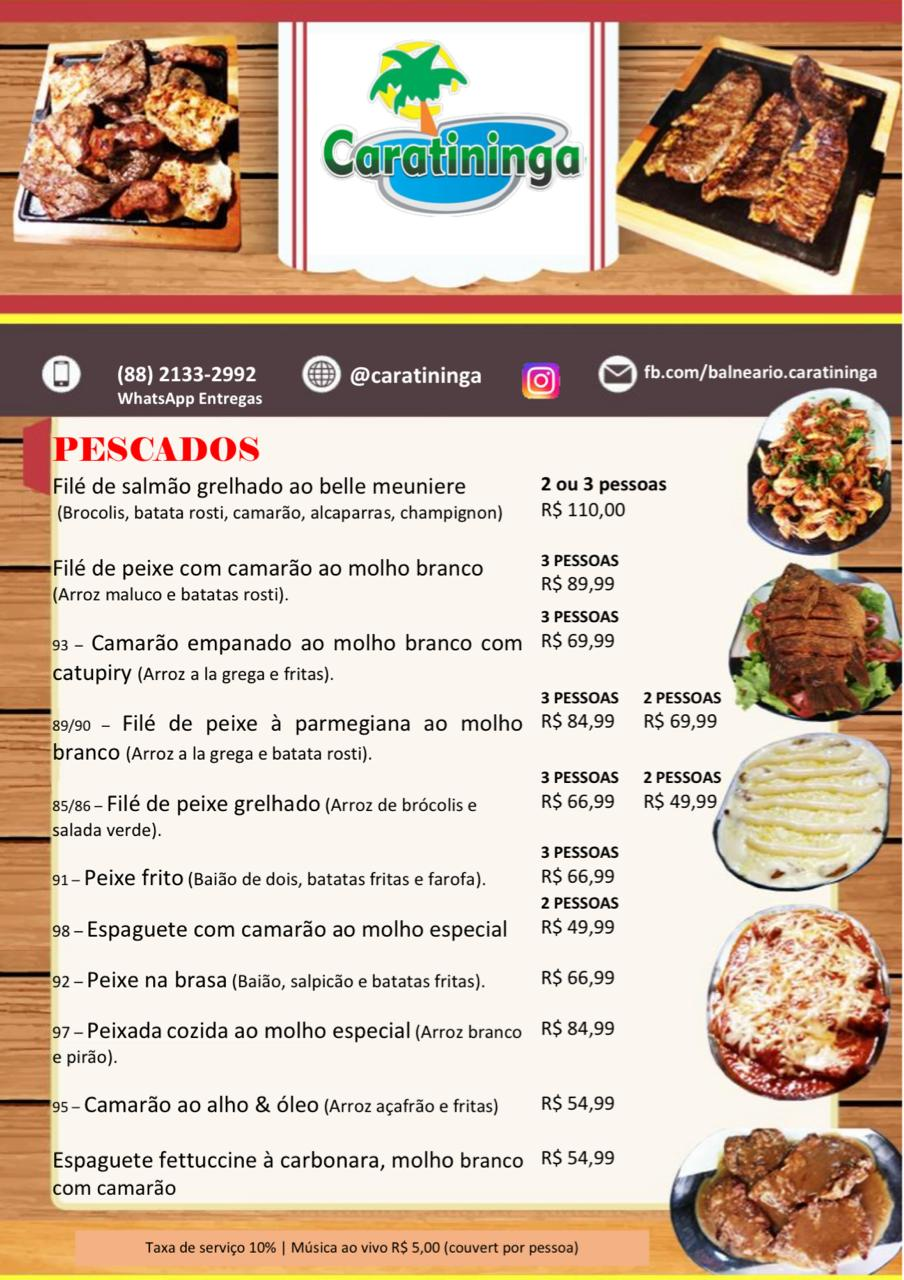 Caratininga
(88) 2133-2992
WhatsApp Entregas
@caratininga
fb.com/balneario.caratininga
PESCADOS
Filé de salmão grelhado ao belle meuniere
2 ou 3 pessoas
(Brocolis, batata rosti, camarão, alcaparras, champignon)
R$ 110,00
Filé de peixe com camarão ao molho branco
3 PESSOAS
(Arroz maluco e batatas rosti).
R$ 89,99
3 PESSOAS
93 – Camarão empanado ao molho branco com
R$ 69,99
catupiry (Arroz a la grega e fritas).
3 PESSOAS 2 PESSOAS
89/90 – Filé de peixe à parmegiana ao molho
R$ 84,99 R$ 69,99
branco (Arroz a la grega e batata rosti).
3 PESSOAS 2 PESSOAS
85/86 – Filé de peixe grelhado (Arroz de brócolis e
R$ 66,99 R$ 49,99
salada verde).
3 PESSOAS
91 – Peixe frito (Baião de dois, batatas fritas e farofa).
R$ 66,99
2 PESSOAS
98 – Espaguete com camarão ao molho especial
R$ 49,99
92 – Peixe na brasa (Baião, salpicão e batatas fritas).
R$ 66,99
97 – Peixada cozida ao molho especial (Arroz branco
R$ 84,99
e pirão).
95 – Camarão ao alho & óleo (Arroz açafrão e fritas)
R$ 54,99
Espaguete fettuccine à carbonara, molho branco
R$ 54,99
com camarão
Taxa de serviço 10% | Música ao vivo R$ 5,00 (couvert por pessoa)